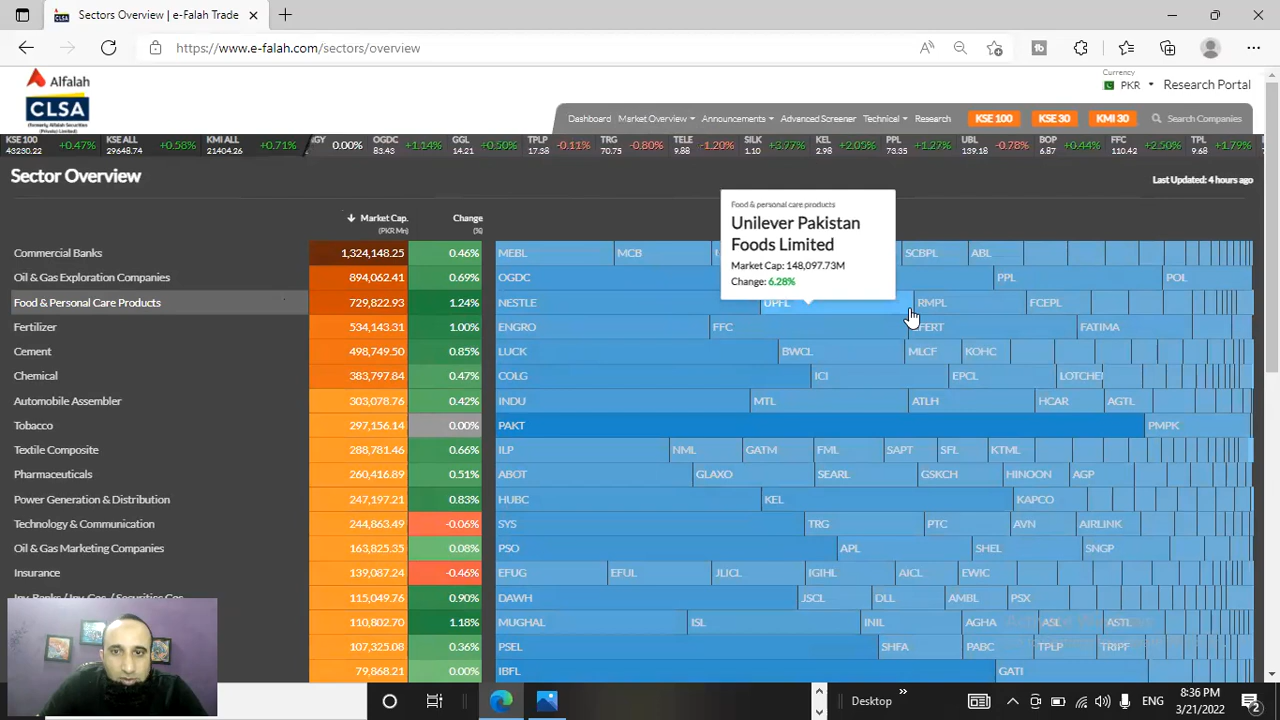 Sector Overview | e-Falah Trade
https://www.e-falah.com/sectors/overview
Alfalah
CLSA
(Formerly Alfalah Securities
(Private) Limited)
Currency
PKR
Research Portal
Dashboard Market Overview Announcements Advanced Screener Technical Research KSE 100 KSE 30 KMI 30 Search Companies
KSE 100 43230.22 +0.47% KSE ALL 29648.74 +0.58% KMI ALL 21404.26 +0.71% 0.00% OGDC 83.43 +1.14% GGL 14.21 +0.50% TPLP 17.38 -0.11% TRG 70.75 -0.80% TELE 9.88 -1.20% SILK 1.10 +3.77% KEL 2.98 PPL 73.35 +1.27% UBL 139.18 -0.78% BOP 6.87 +0.44% FFC 110.42 +2.50% TPL 9.68 +1.79%
Sector Overview
Last Updated: 4 hours ago
Market Cap. Change
(PKR Mn) (%)
Food & personal care products
Unilever Pakistan
Foods Limited
Market Cap: 148,097.73M
Change: 6.28%
Commercial Banks 1,324,148.25 0.46% MEBL MCB SCBPL ABL
Oil & Gas Exploration Companies 894,062.41 0.69% OGDC PPL POL
Food & Personal Care Products 729,822.93 1.24% NESTLE UPFL RMPL FCEPL
Fertilizer 534,143.31 1.00% ENGRO FFC EFERT FATIMA
Cement 498,749.50 0.85% LUCK BWCL MLCF KOHC
Chemical 383,797.84 0.47% COLG ICI EPCL LOTCHEM
Automobile Assembler 303,078.76 0.42% INDU MTL ATLH HCAR AGTL
Tobacco 297,156.14 0.00% PAKT PMPK
Textile Composite 288,781.46 0.66% ILP NML GATM FML SAPT SFL KTML
Pharmaceuticals 260,416.89 0.51% ABOT GLAXO SEARL GSKCH HINOON AGP
Power Generation & Distribution 247,197.21 0.83% HUBC KEL KAPCO
Technology & Communication 244,863.49 -0.06% SYS TRG PTC AVN AIRLINK
Oil & Gas Marketing Companies 163,825.35 0.08% PSO APL SHEL SNGP
Insurance 139,087.24 -0.46% EFUG EFUL JLICL IGIHL AICL EWIC
Inv. Banks / Inv. Cos. / Securities Cos. 115,049.76 0.90% DAWH JSCL DLL AMBL PSX
110,802.70 1.18% MUGHAL ISL INIL AGHA ASL ASTL
107,325.08 0.36% PSEL SHFA PABC TPLP TRIPF
79,868.21 0.00% IBFL GATI
Desktop
ENG
8:36 PM
3/21/2022
2